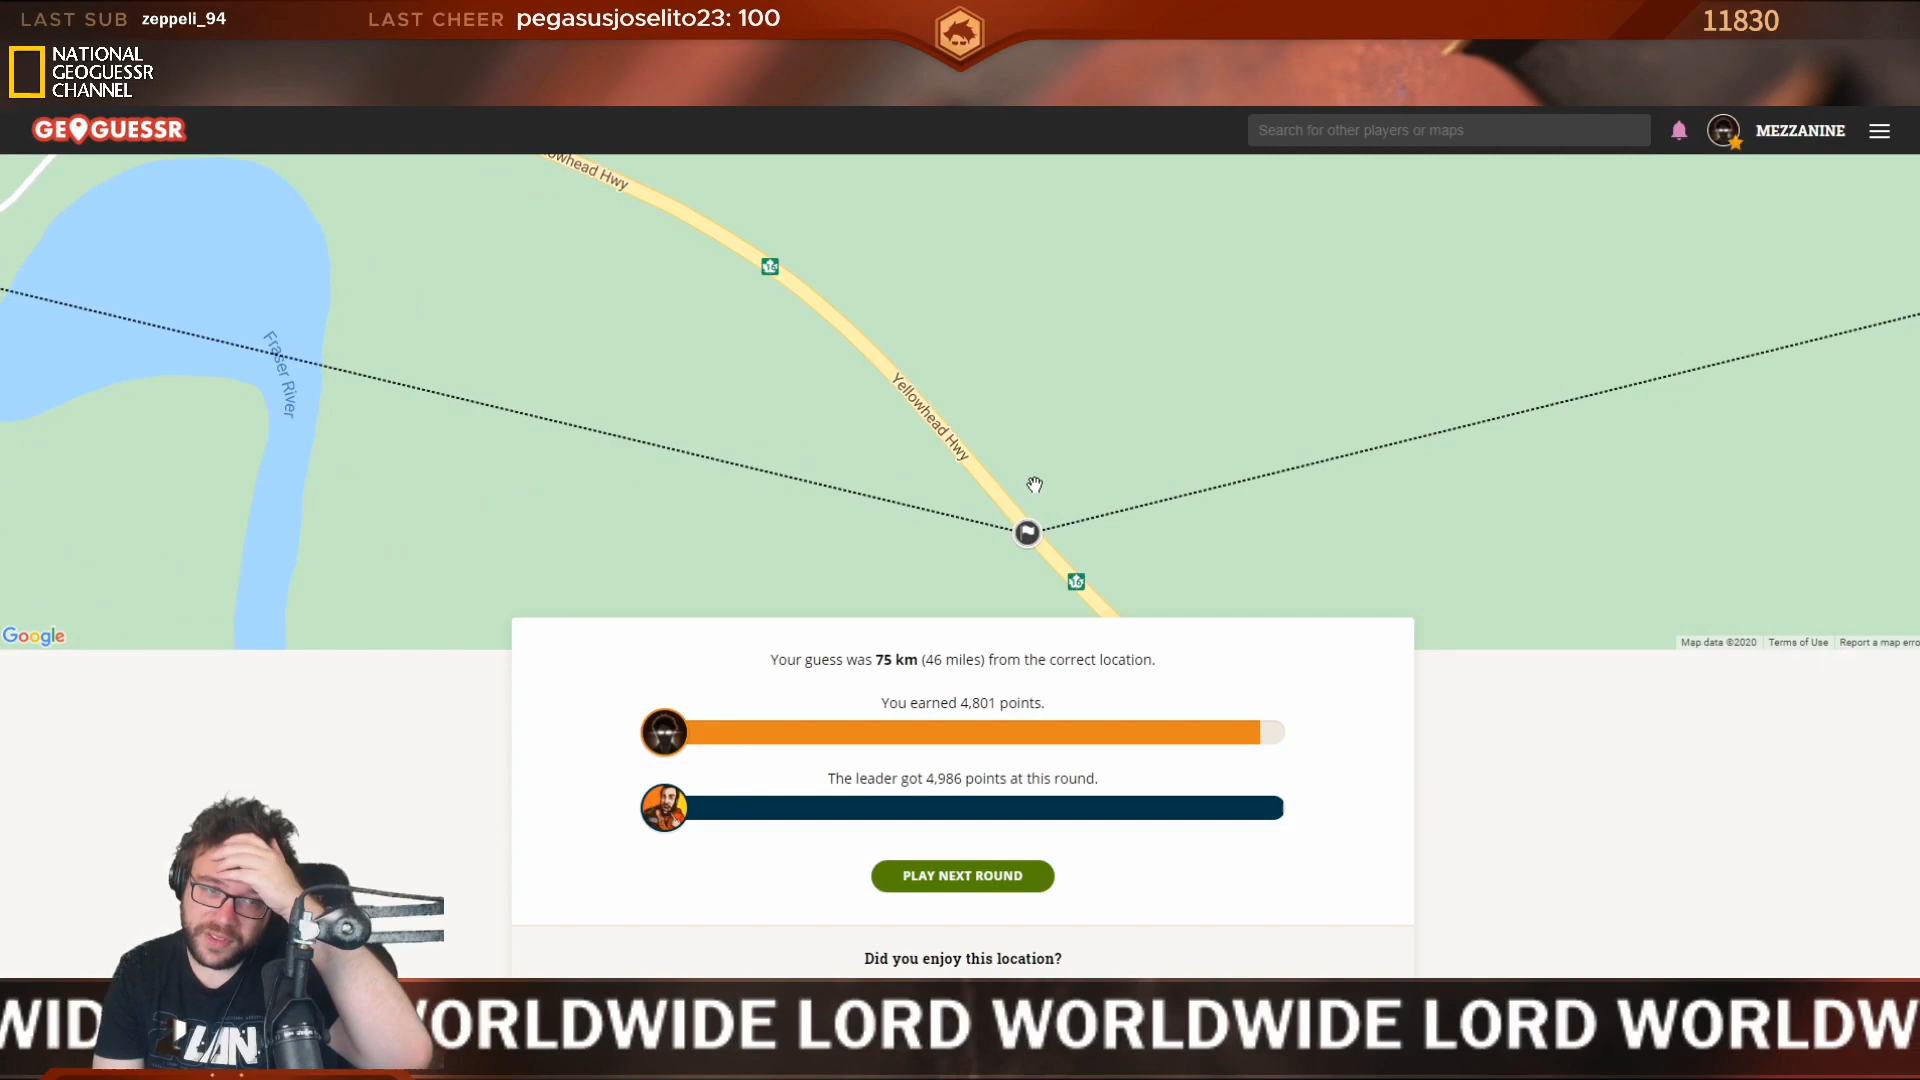 LAST SUB zeppeli_94 LAST CHEER pegasusjoselito23: 100 11830
NATIONAL
GEOGUESSR
CHANNEL
GEOGUESSR Search for other players or maps MEZZANINE
owhead Hwy
16
Fraser River
Yellowhead Hwy
16
Google Map data ©2020 Terms of Use Report a map erro
Your guess was 75 km (46 miles) from the correct location.
You earned 4,801 points.
The leader got 4,986 points at this round.
PLAY NEXT ROUND
Did you enjoy this location?
WID ORLDWIDE LORD WORLDWIDE LORD WORLDW